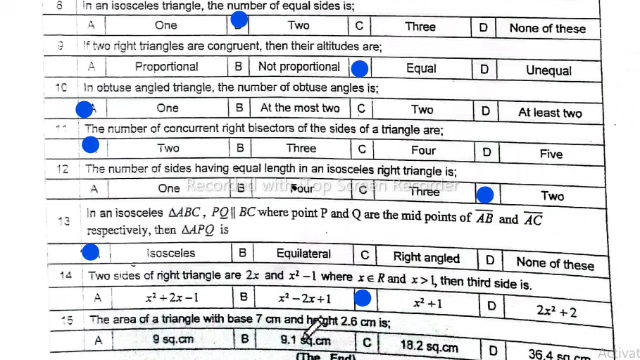 8 In an isosceles triangle, the number of equal sides is;
A One Two C Three D None of these
9 If two right triangles are congruent, then their altitudes are;
A Proportional B Not proportional Equal D Unequal
10 In obtuse angled triangle, the number of obtuse angles is;
One B At the most two C Two D At least two
11 The number of concurrent right bisectors of the sides of a triangle are;
Two B Three C Four D Five
12 The number of sides having equal length in an isosceles right triangle is;
A One B Four C Three Two
Recorded with Top Screen Recorder
13 In an isosceles ΔABC, PQ ∥ BC where point P and Q are the mid points of A̅B̅ and A̅C̅
respectively, then ΔAPQ is
Isosceles B Equilateral C Right angled D None of these
14 Two sides of right triangle are 2x and x² −1 where x∈R and x>1, then third side is.
A x² + 2x −1 B x² − 2x +1 x² +1 D 2x² + 2
15 The area of a triangle with base 7 cm and height 2.6 cm is;
A 9 sq.cm B 9.1 sq.cm C 18.2 sq.cm D 36.4 sq.cm
(The End)